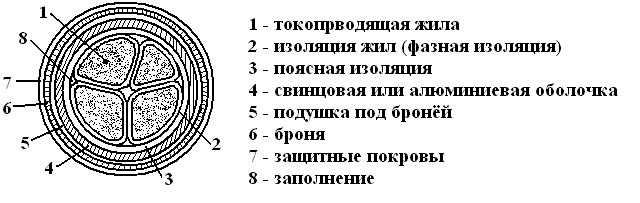 1
8
7
6
5
4
3
2
1 - токопрводящая жила
2 - изоляция жил (фазная изоляция)
3 - поясная изоляция
4 - свинцовая или алюминиевая оболочка
5 - подушка под бронёй
6 - броня
7 - защитные покровы
8 - заполнение